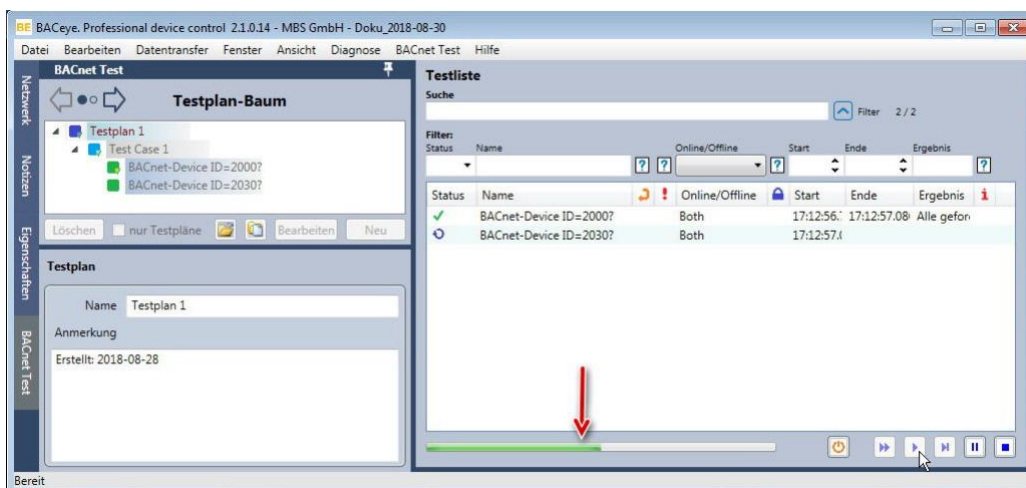 BE BACeye. Professional device control 2.1.0.14 - MBS GmbH - Doku_2018-08-30
Datei Bearbeiten Datentransfer Fenster Ansicht Diagnose BACnet Test Hilfe
Netzwerk
Notizen
Eigenschaften
BACnet Test
BACnet Test
Testplan-Baum
Testplan 1
Test Case 1
BACnet-Device ID=2000?
BACnet-Device ID=2030?
Löschen nur Testpläne Bearbeiten Neu
Testplan
Name Testplan 1
Anmerkung
Erstellt: 2018-08-28
Testliste
Suche
Filter 2/2
Filter:
Status Name Online/Offline Start Ende Ergebnis
? ? ? ?
Status Name ! Online/Offline Start Ende Ergebnis i
BACnet-Device ID=2000? Both 17:12:56. 17:12:57.08 Alle gefor
BACnet-Device ID=2030? Both 17:12:57.
Bereit